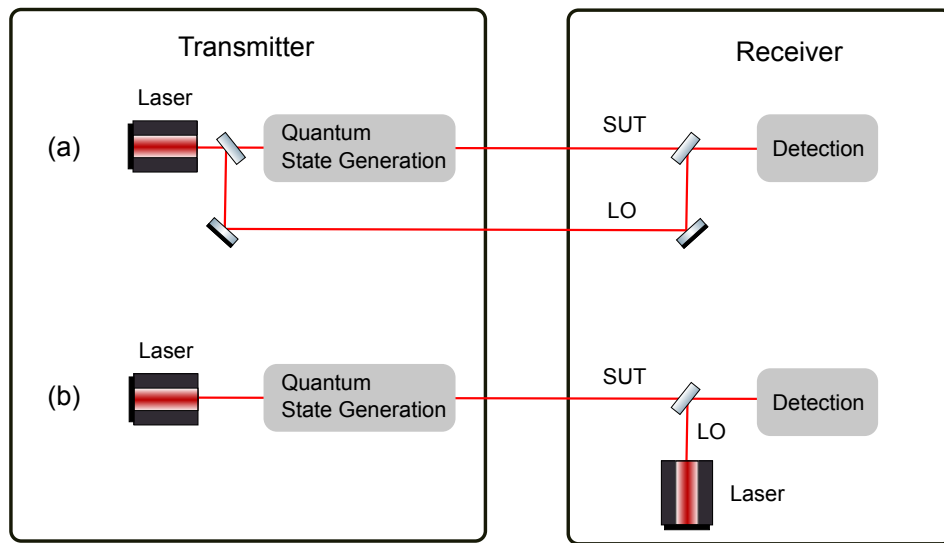 Transmitter
Receiver
Laser
(a)
Quantum
State Generation
SUT
Detection
LO
Laser
(b)
Quantum
State Generation
SUT
Detection
LO
Laser